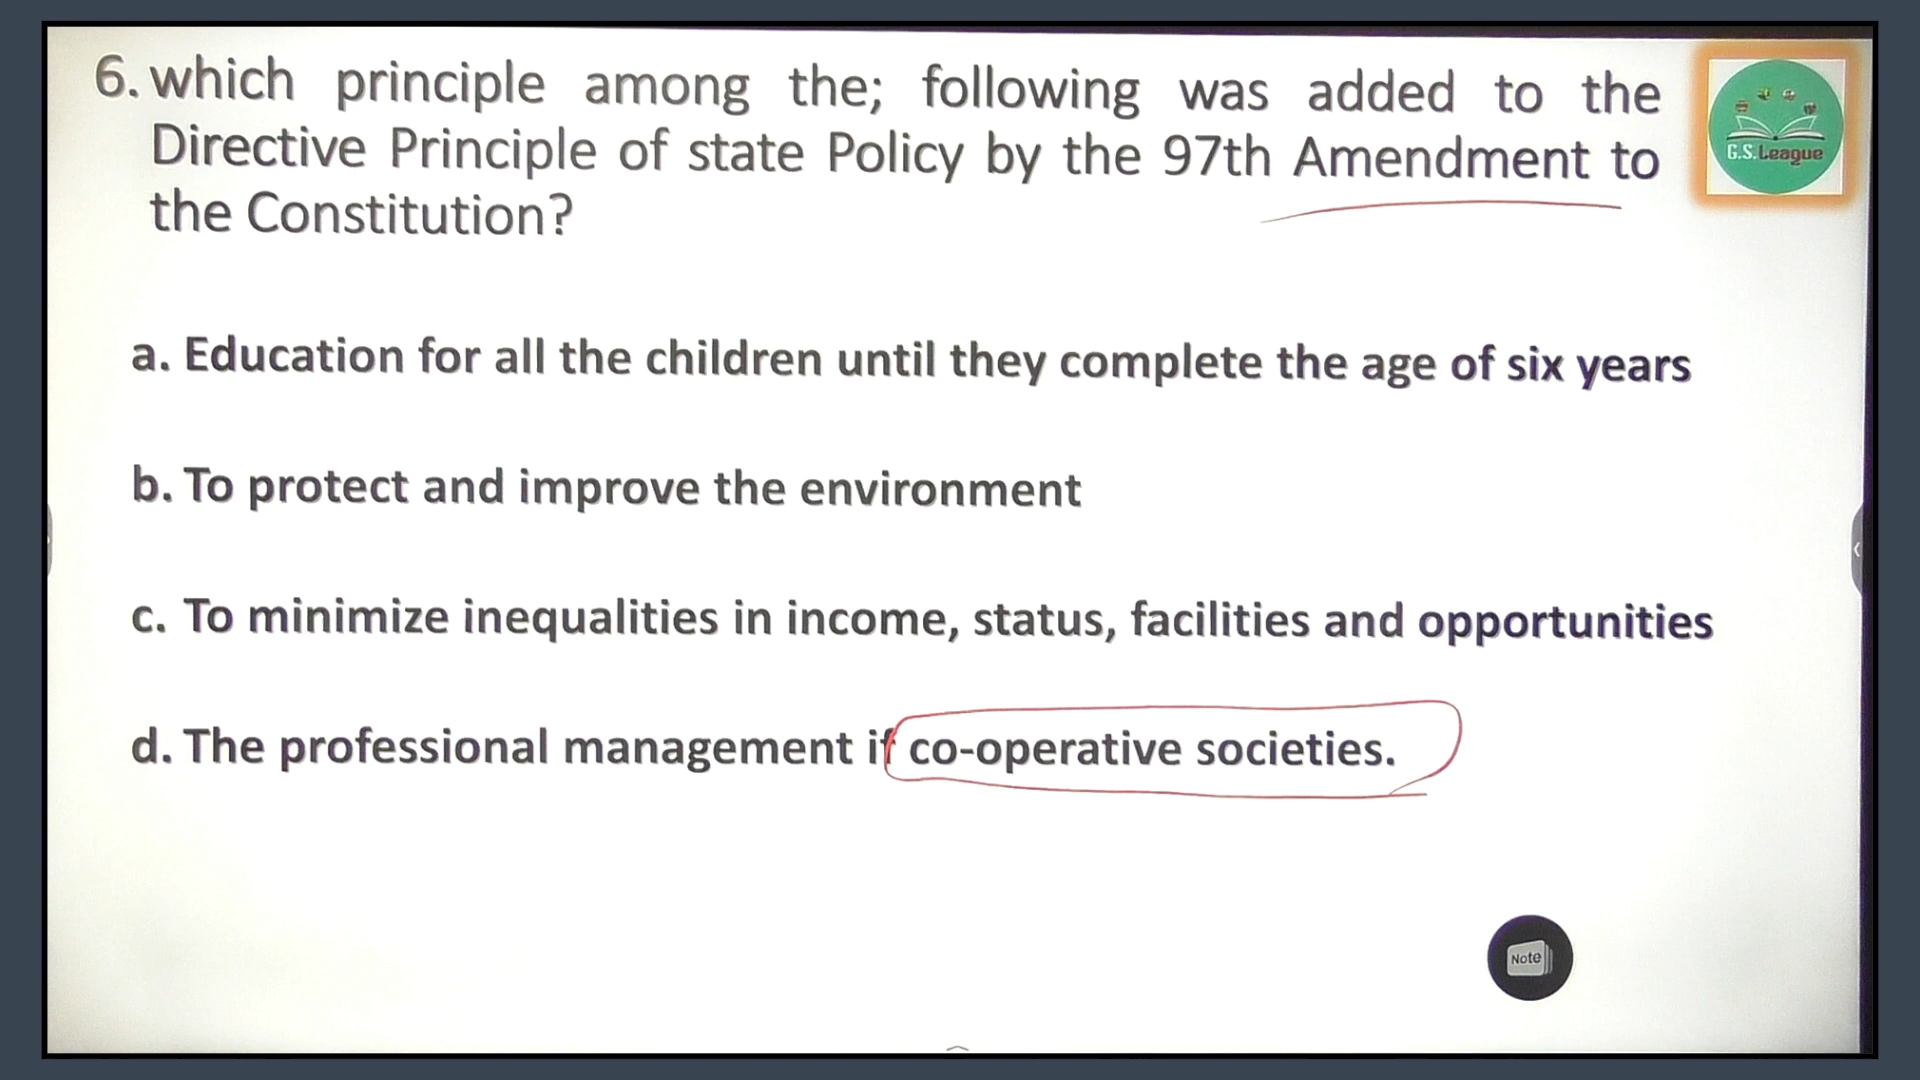 6. which principle among the; following was added to the
Directive Principle of state Policy by the 97th Amendment to
the Constitution?
G.S.League
a. Education for all the children until they complete the age of six years
b. To protect and improve the environment
c. To minimize inequalities in income, status, facilities and opportunities
d. The professional management if co-operative societies.
Note